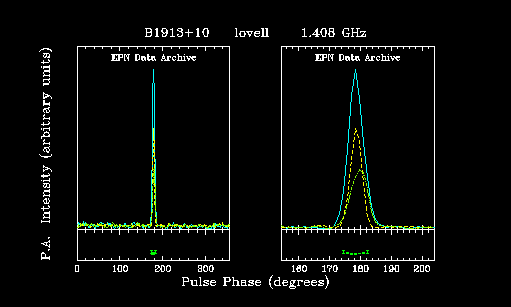 B1913+10 lovell 1.408 GHz
EPN Data Archive EPN Data Archive
P.A. Intensity (arbitrary units)
0 100 200 300 160 170 180 190 200
Pulse Phase (degrees)